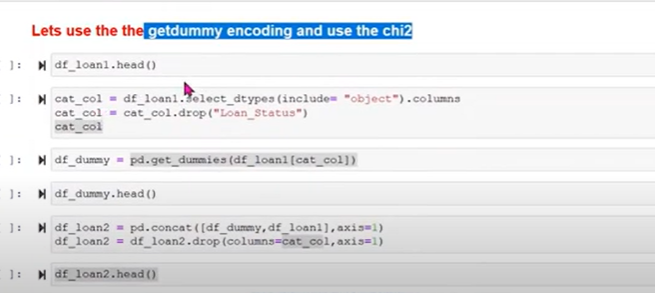 Lets use the the getdummy encoding and use the chi2
]: df_loan1.head()
]: cat_col = df_loan1.select_dtypes(include= "object").columns
cat_col = cat_col.drop("Loan_Status")
cat_col
]: df_dummy = pd.get_dummies(df_loan1[cat_col])
]: df_dummy.head()
]: df_loan2 = pd.concat([df_dummy,df_loan1],axis=1)
df_loan2 = df_loan2.drop(columns=cat_col,axis=1)
]: df_loan2.head()